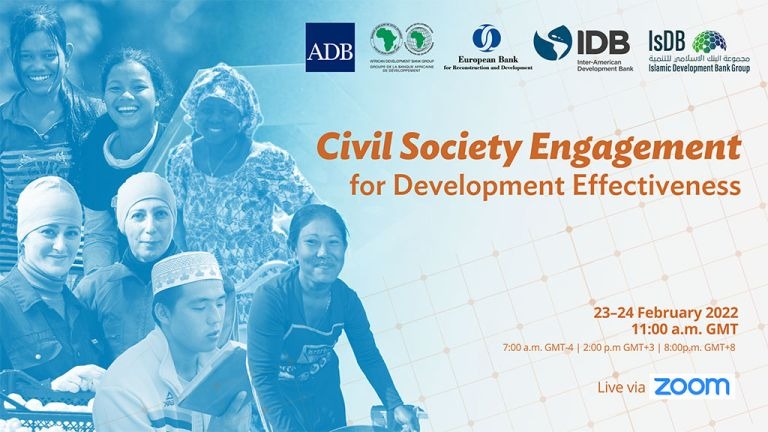 ADB
AFRICAN DEVELOPMENT BANK GROUP
GROUPE DE LA BANQUE AFRICAINE
DE DÉVELOPPEMENT
European Bank
for Reconstruction and Development
IDB
Inter-American
Development Bank
IsDB
مجموعة البنك الإسلامي للتنمية
Islamic Development Bank Group
Civil Society Engagement
for Development Effectiveness
23–24 February 2022
11:00 a.m. GMT
7:00 a.m. GMT-4 | 2:00 p.m GMT+3 | 8:00p.m. GMT+8
Live via zoom